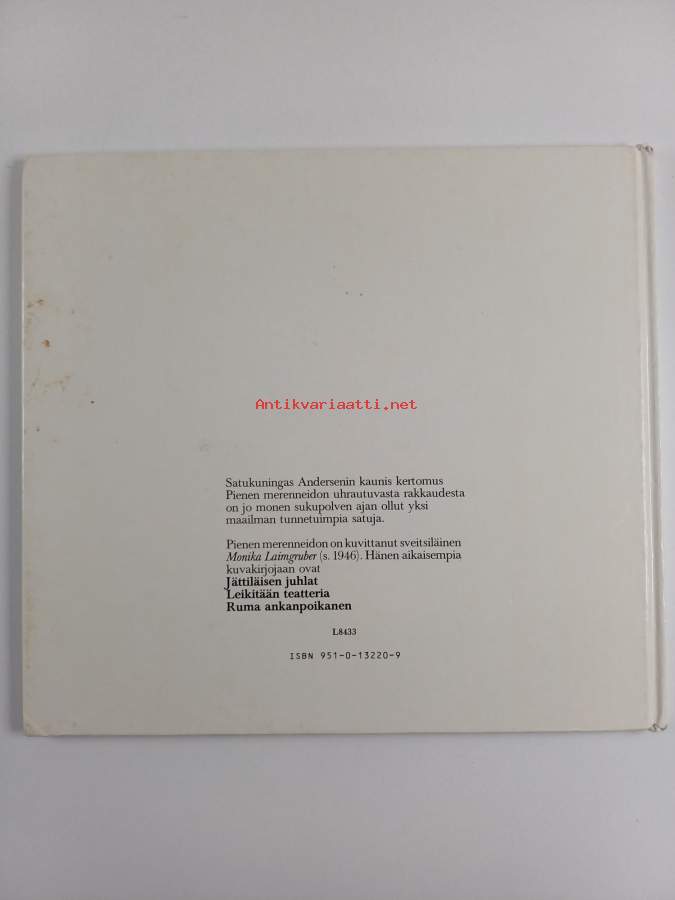 Antikvariaatti.net
Satukuningas Andersenin kaunis kertomus
Pienen merenneidon uhrautuvasta rakkaudesta
on jo monen sukupolven ajan ollut yksi
maailman tunnetuimpia satuja.
Pienen merenneidon on kuvittanut sveitsiläinen
Monika Laimgruber (s. 1946). Hänen aikaisempia
kuvakirjojaan ovat
Jättiläisen juhlat
Leikitään teatteria
Ruma ankanpoikanen
L8433
ISBN 951-0-13220-9